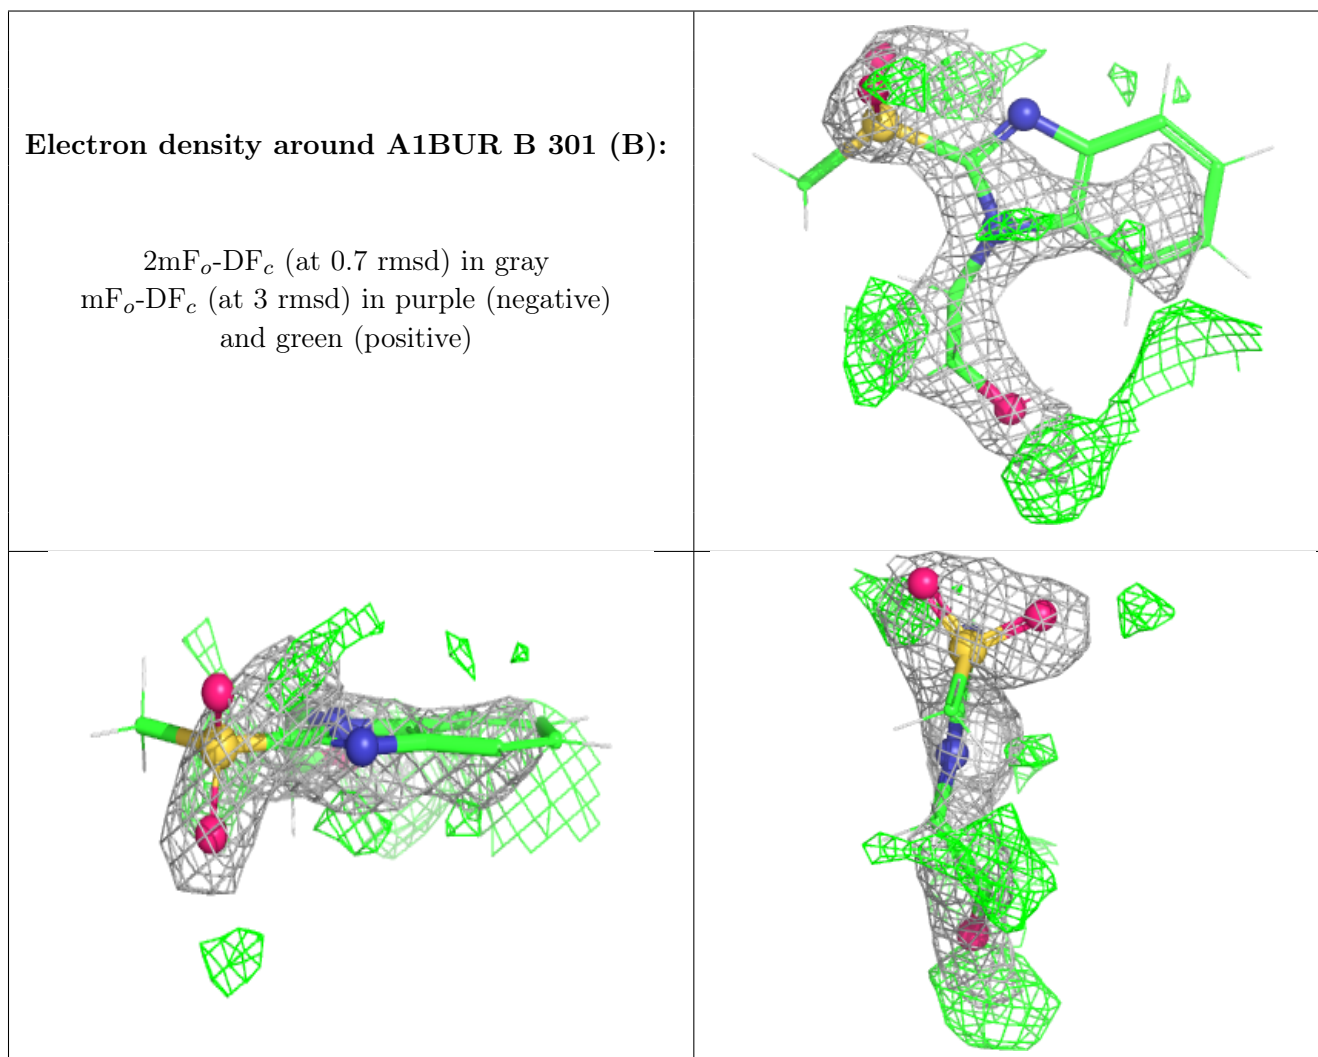 Electron density around A1BUR B 301 (B):
2mFo-DFc (at 0.7 rmsd) in gray
mFo-DFc (at 3 rmsd) in purple (negative)
and green (positive)